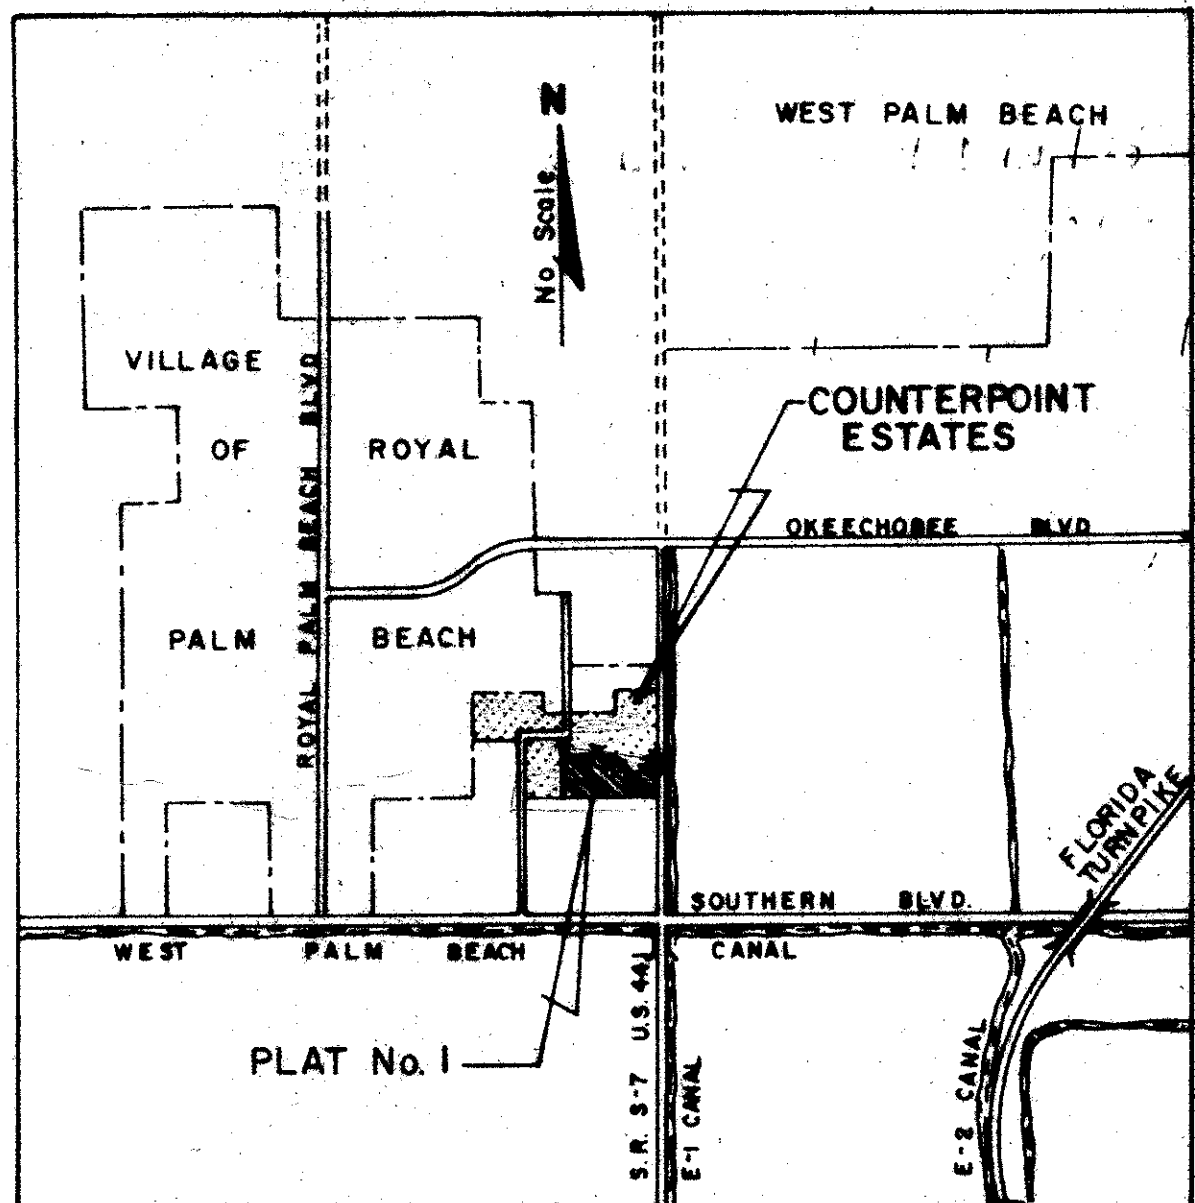 WEST PALM BEACH
N
No Scale
VILLAGE
OF
ROYAL
PALM
BEACH
ROYAL PALM BEACH BLVD
COUNTERPOINT
ESTATES
OKEECHOBEE BLVD
FLORIDA
TURNPIKE
SOUTHERN BLVD.
WEST PALM BEACH CANAL
PLAT No. 1
S.R. S-7 U.S. 441
E-1 CANAL
E-2 CANAL